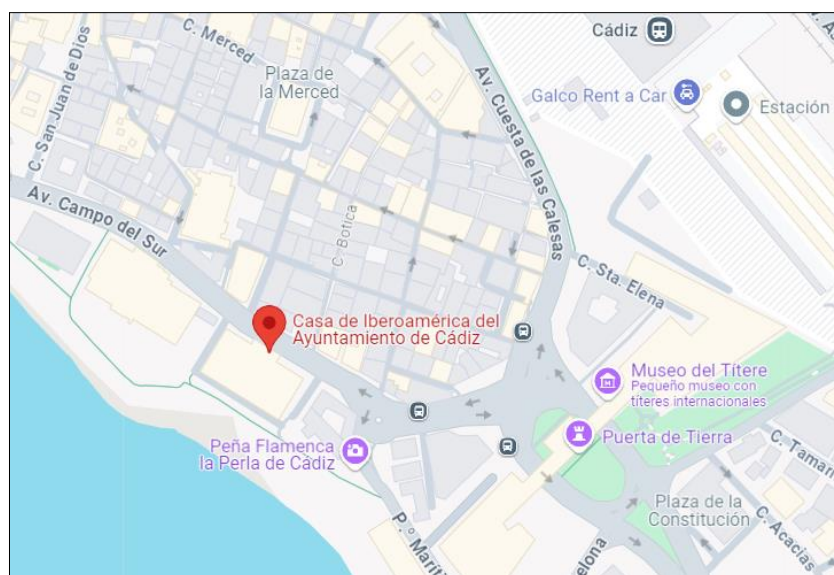 Cádiz
C. Merced
Plaza de
la Merced
C. San Juan de Dios
Galco Rent a Car
Estación
Av. Cuesta de las Calesas
Av. Campo del Sur
C. Botica
C. Sta. Elena
Casa de Iberoamérica del
Ayuntamiento de Cádiz
Museo del Títere
Pequeño museo con
títeres internacionales
Puerta de Tierra
Peña Flamenca
la Perla de Cádiz
Plaza de la
Constitución
C. Acacias